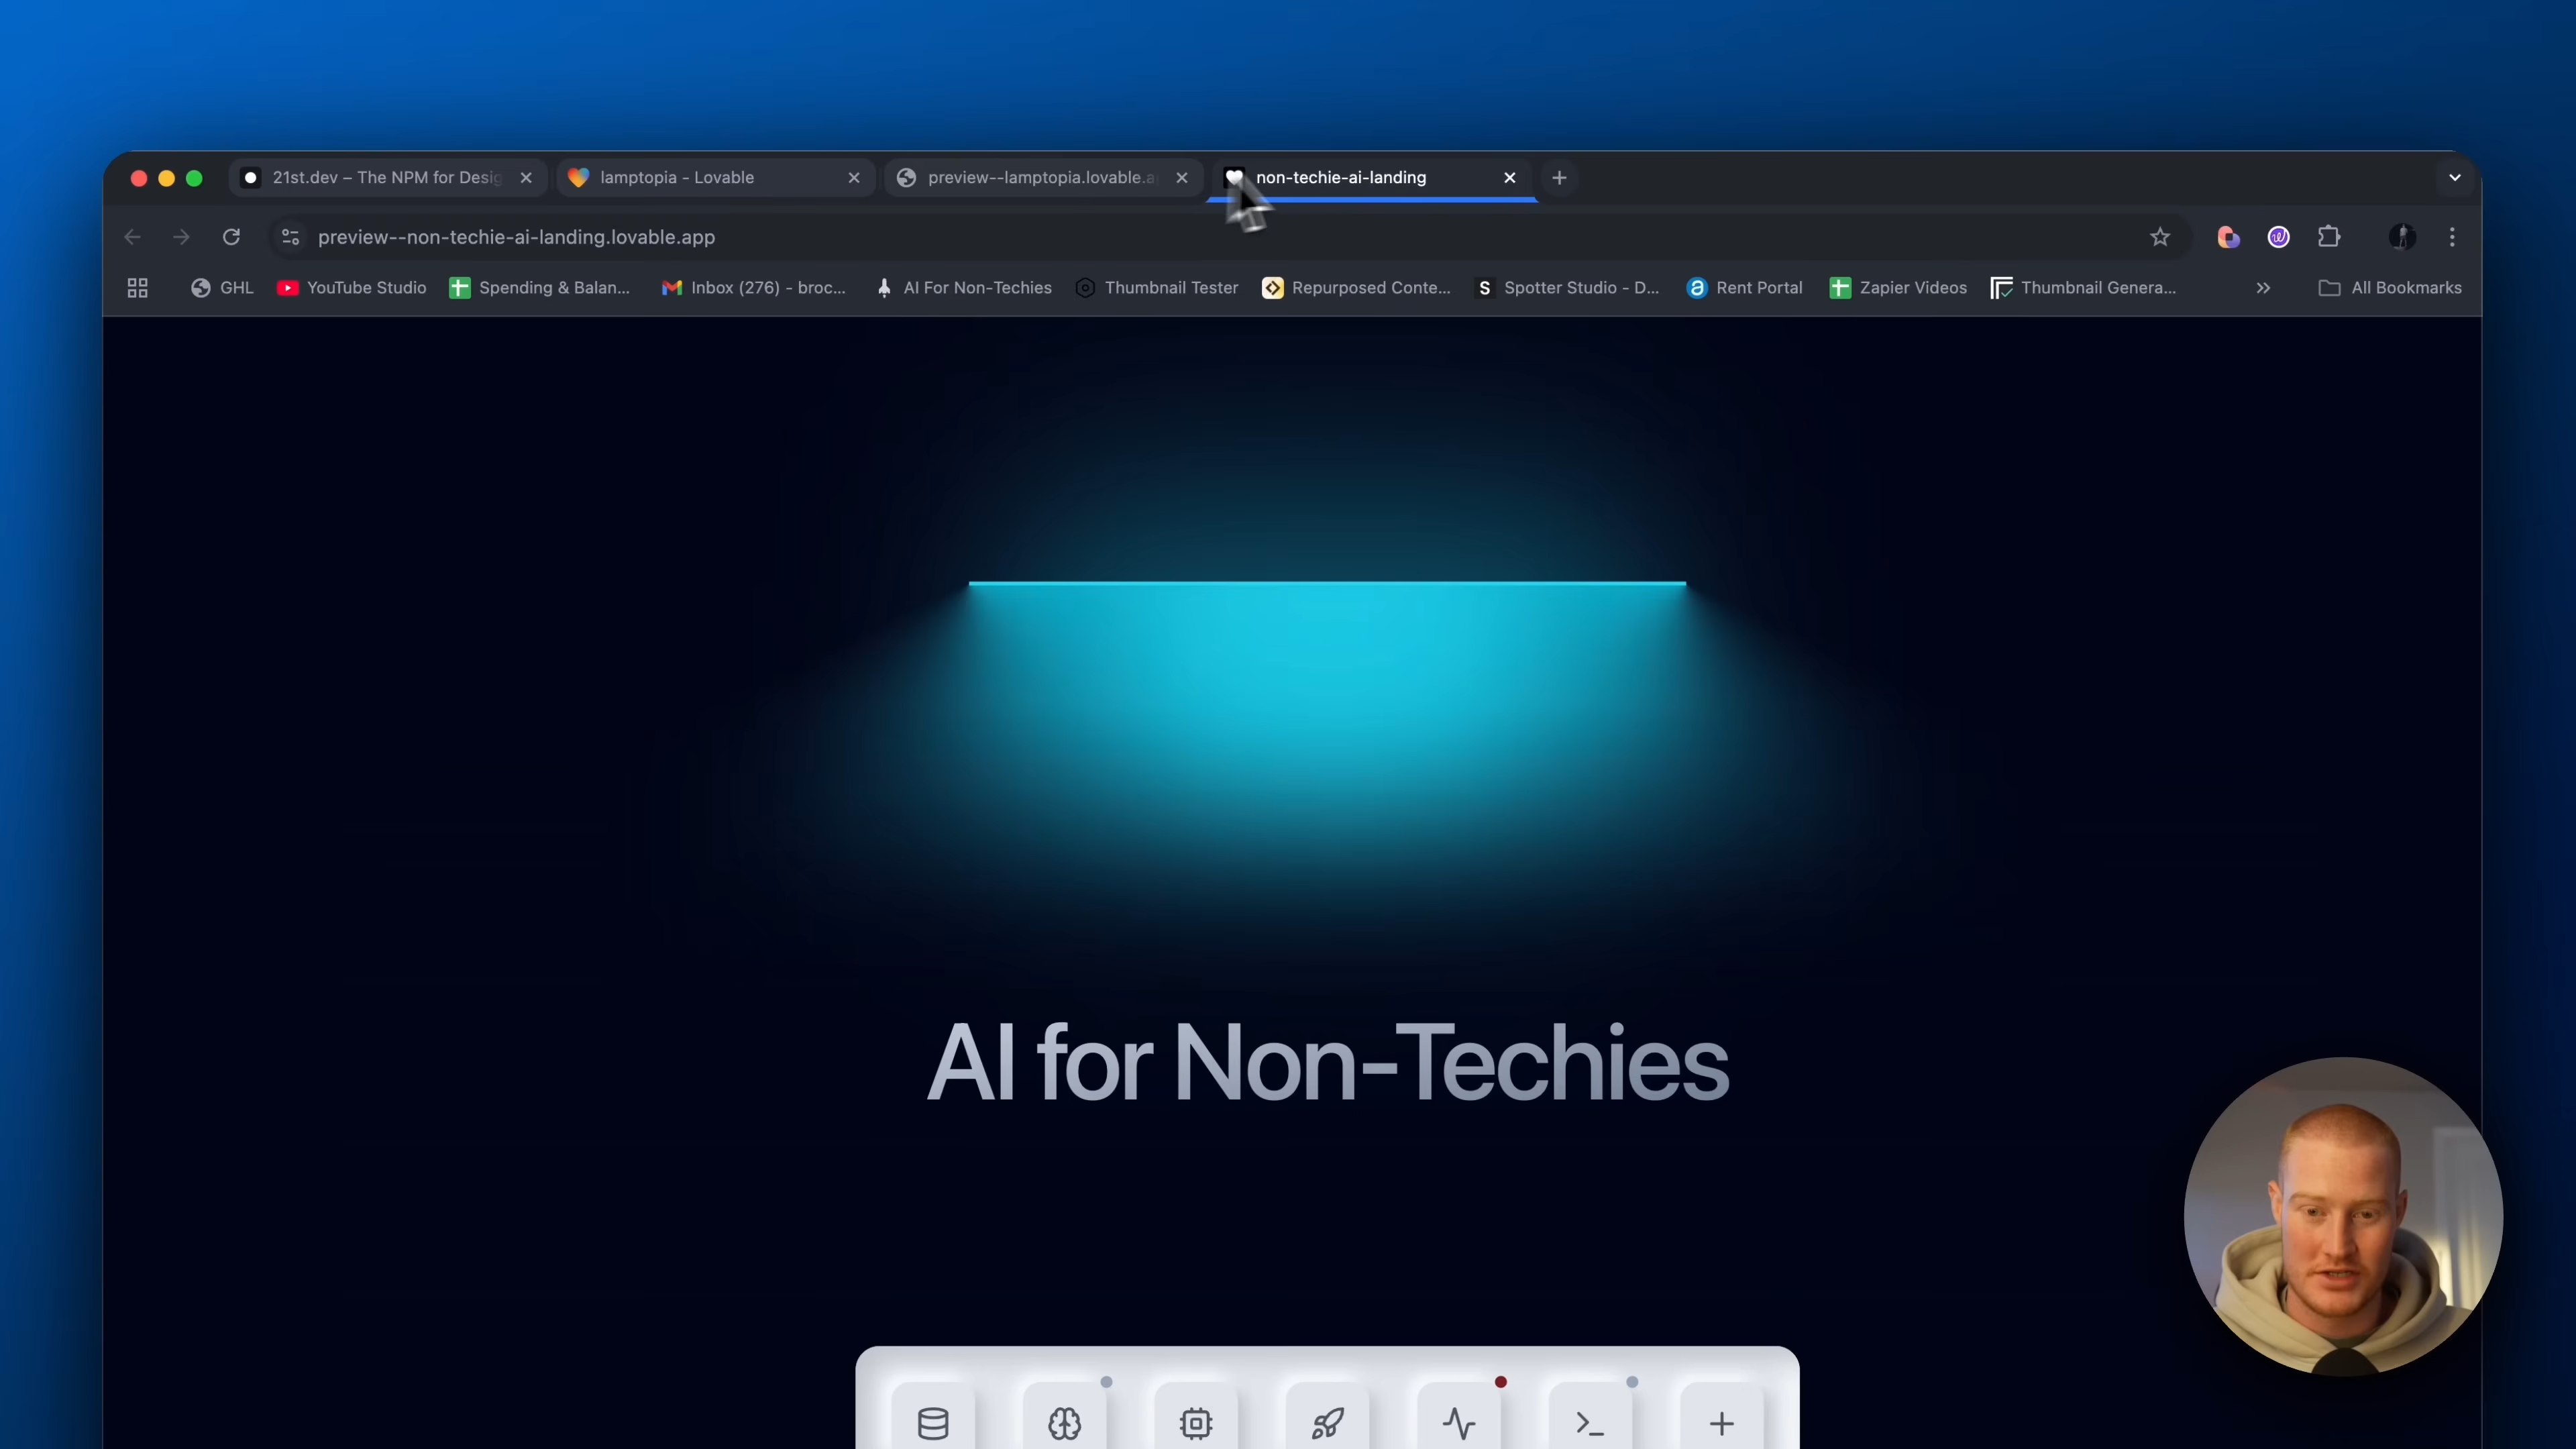 21st.dev – The NPM for Desig
lamptopia - Lovable
preview--lamptopia.lovable.a
non-techie-ai-landing
preview--non-techie-ai-landing.lovable.app
GHL
YouTube Studio
Spending & Balan...
Inbox (276) - broc...
AI For Non-Techies
Thumbnail Tester
Repurposed Conte...
S
Spotter Studio - D...
Rent Portal
Zapier Videos
Thumbnail Genera...
All Bookmarks
AI for Non-Techies